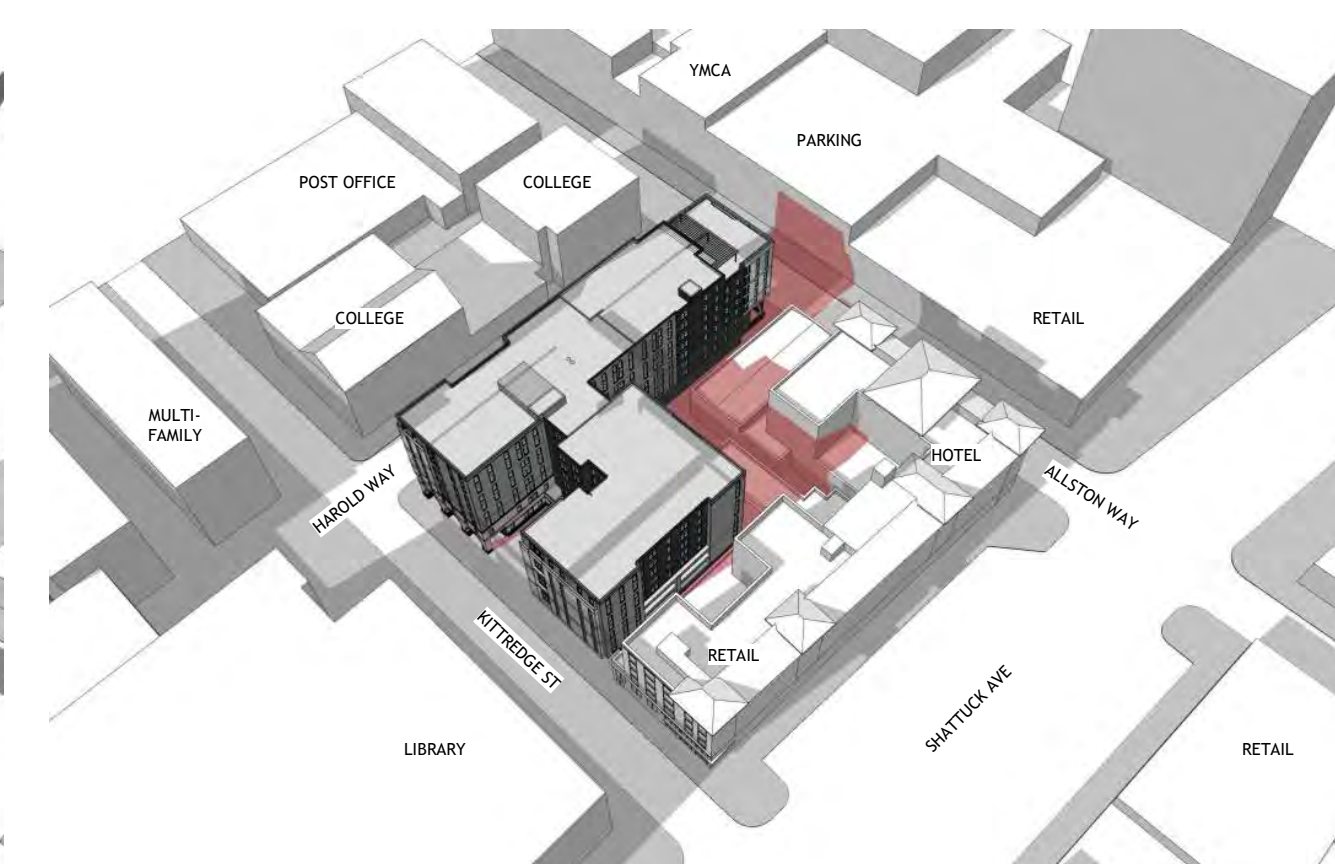 YMCA
PARKING
POST OFFICE
COLLEGE
COLLEGE
RETAIL
MULTI-
FAMILY
HAROLD WAY
HOTEL
ALLSTON WAY
KITTREDGE ST
RETAIL
SHATTUCK AVE
LIBRARY
RETAIL